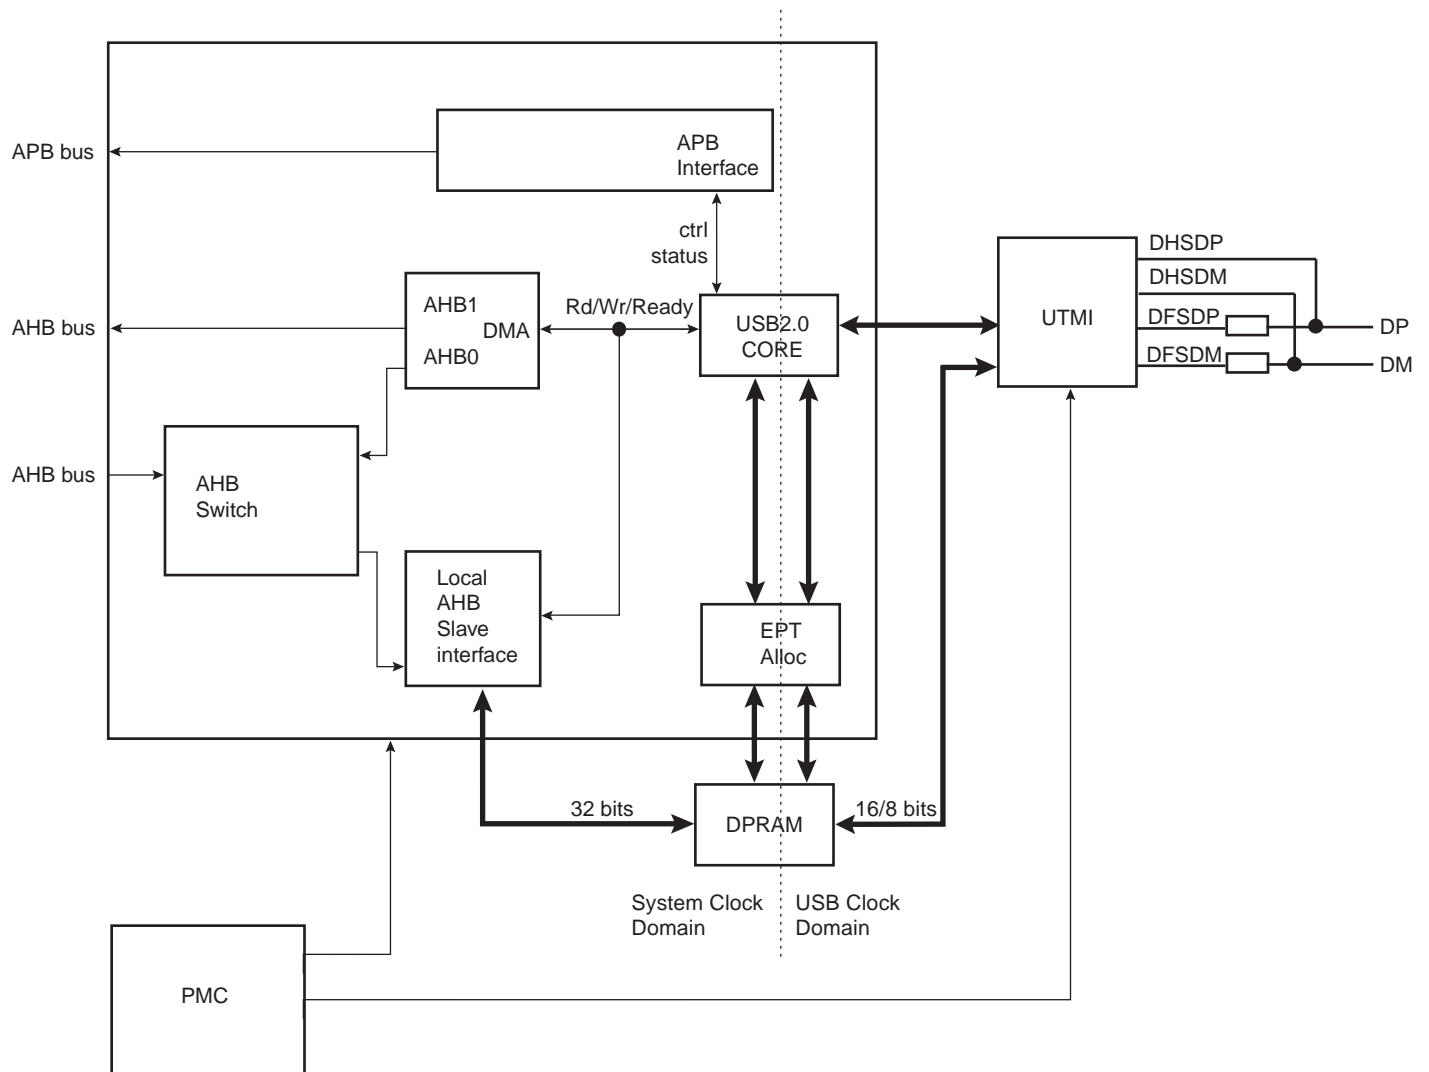 APB bus
APB
Interface
ctrl
status
AHB bus
AHB1
DMA
AHB0
Rd/Wr/Ready
USB2.0
CORE
UTMI
DHSDP
DHSDM
DFSDP
DFSDM
DP
DM
AHB bus
AHB
Switch
Local
AHB
Slave
interface
EPT
Alloc
32 bits
DPRAM
16/8 bits
System Clock
Domain
USB Clock
Domain
PMC